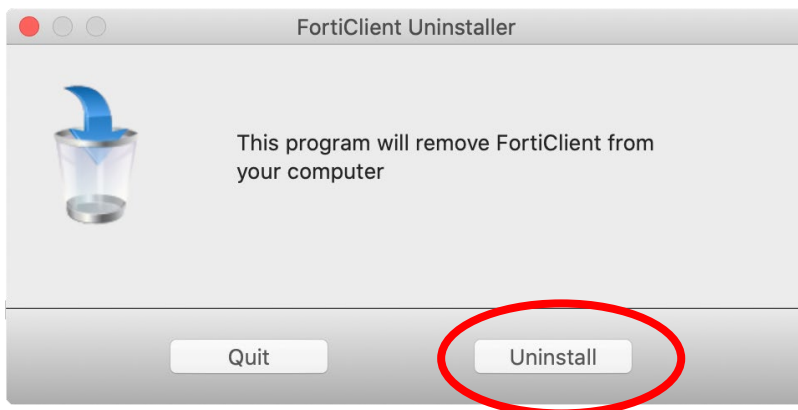 FortiClient Uninstaller
This program will remove FortiClient from
your computer
Quit
Uninstall